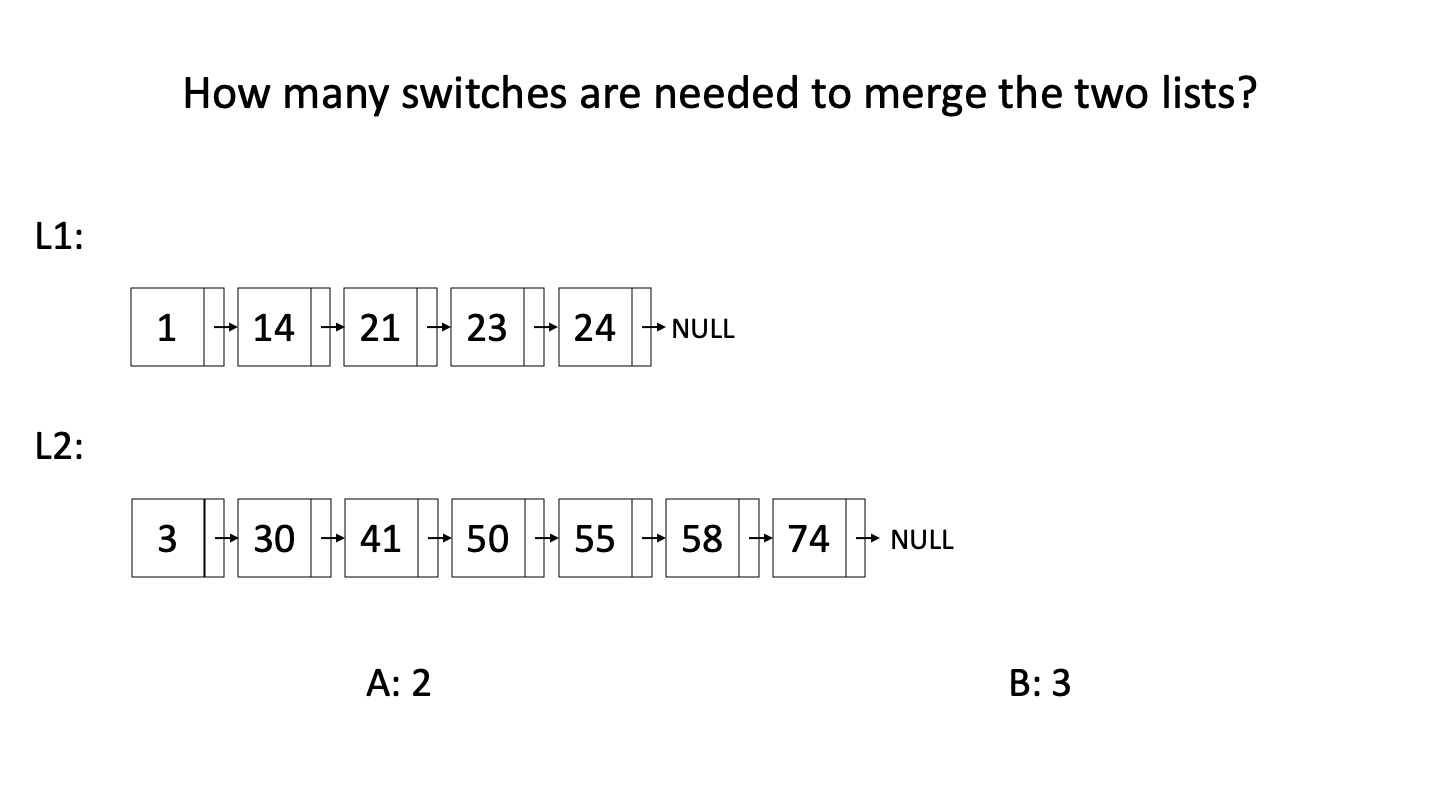 How many switches are needed to merge the two lists?
L1:
1 14 21 23 24 NULL
L2:
3 30 41 50 55 58 74 NULL
A: 2 B: 3